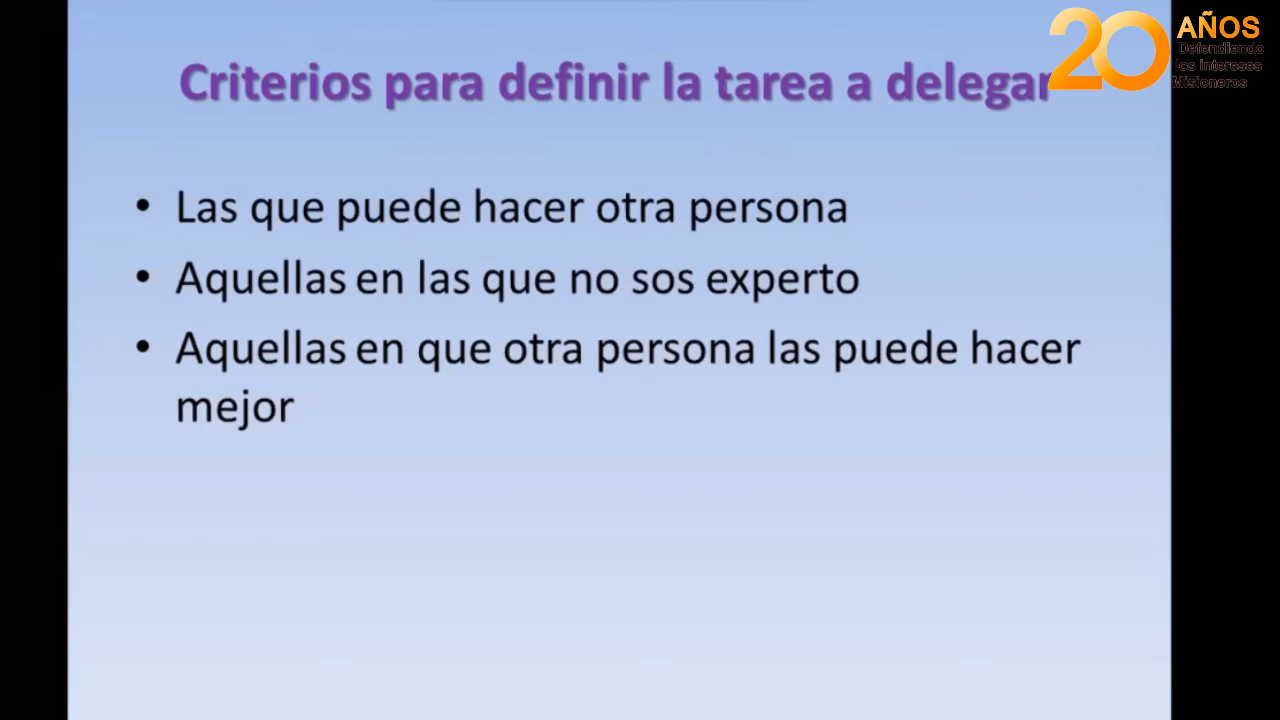 Criterios para definir la tarea a delegar
20 AÑOS
Defendiendo
los intereses
Misioneros
• Las que puede hacer otra persona
• Aquellas en las que no sos experto
• Aquellas en que otra persona las puede hacer
mejor